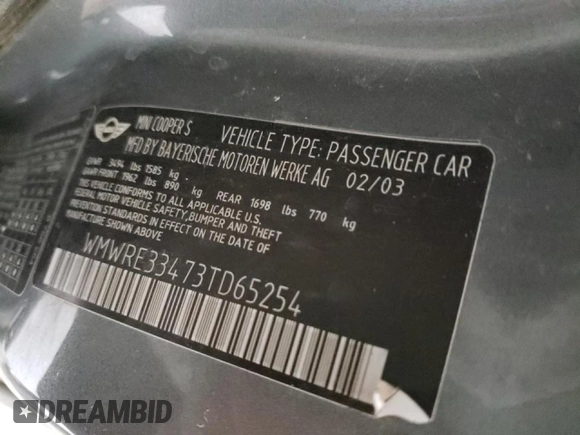 MINI COOPER S VEHICLE TYPE: PASSENGER CAR
MFD BY BAYERISCHE MOTOREN WERKE AG 02/03
GVWR 3494 lbs 1585 kg
GAWR FRONT 1962 lbs 890 kg REAR 1698 lbs 770 kg
THIS VEHICLE CONFORMS TO ALL APPLICABLE U.S.
FEDERAL MOTOR VEHICLE SAFETY,BUMPER AND THEFT
PREVENTION STANDARDS IN EFFECT ON THE DATE OF
MANUFACTURE SHOWN ABOVE
WMWRE33473TD65254
DREAMBID